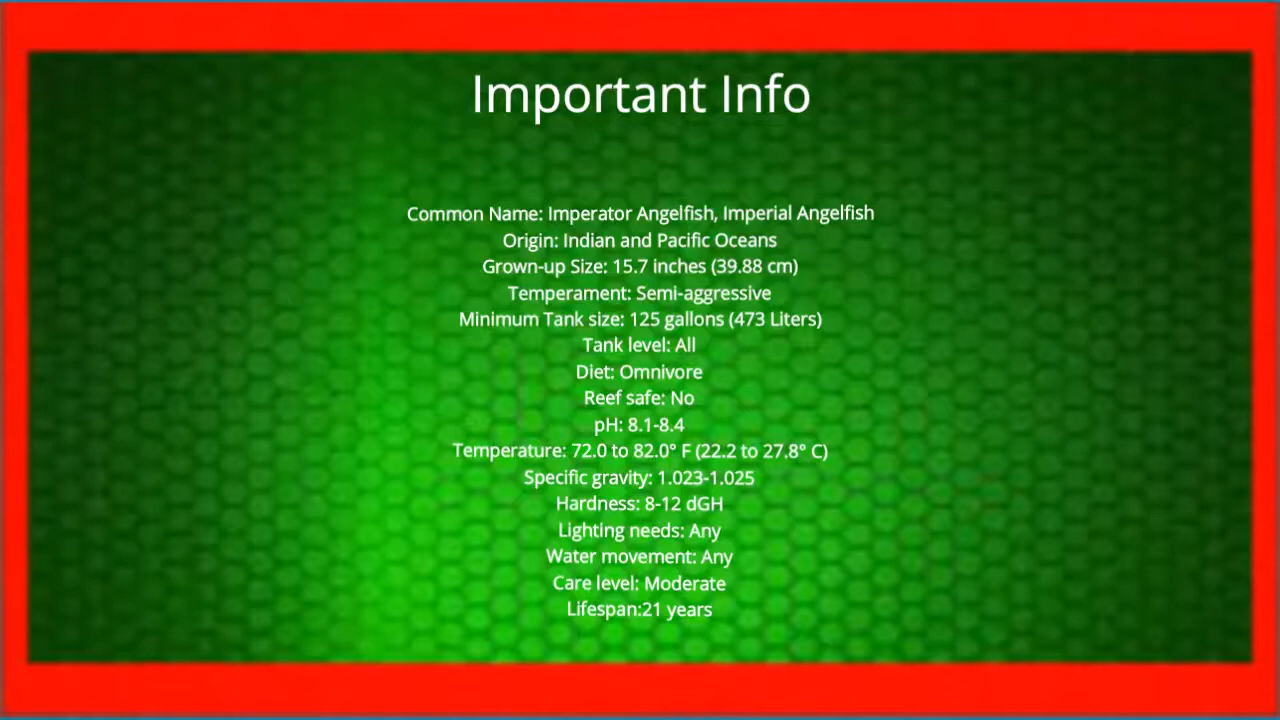 Important Info
Common Name: Imperator Angelfish, Imperial Angelfish
Origin: Indian and Pacific Oceans
Grown-up Size: 15.7 inches (39.88 cm)
Temperament: Semi-aggressive
Minimum Tank size: 125 gallons (473 Liters)
Tank level: All
Diet: Omnivore
Reef safe: No
pH: 8.1-8.4
Temperature: 72.0 to 82.0° F (22.2 to 27.8° C)
Specific gravity: 1.023-1.025
Hardness: 8-12 dGH
Lighting needs: Any
Water movement: Any
Care level: Moderate
Lifespan:21 years